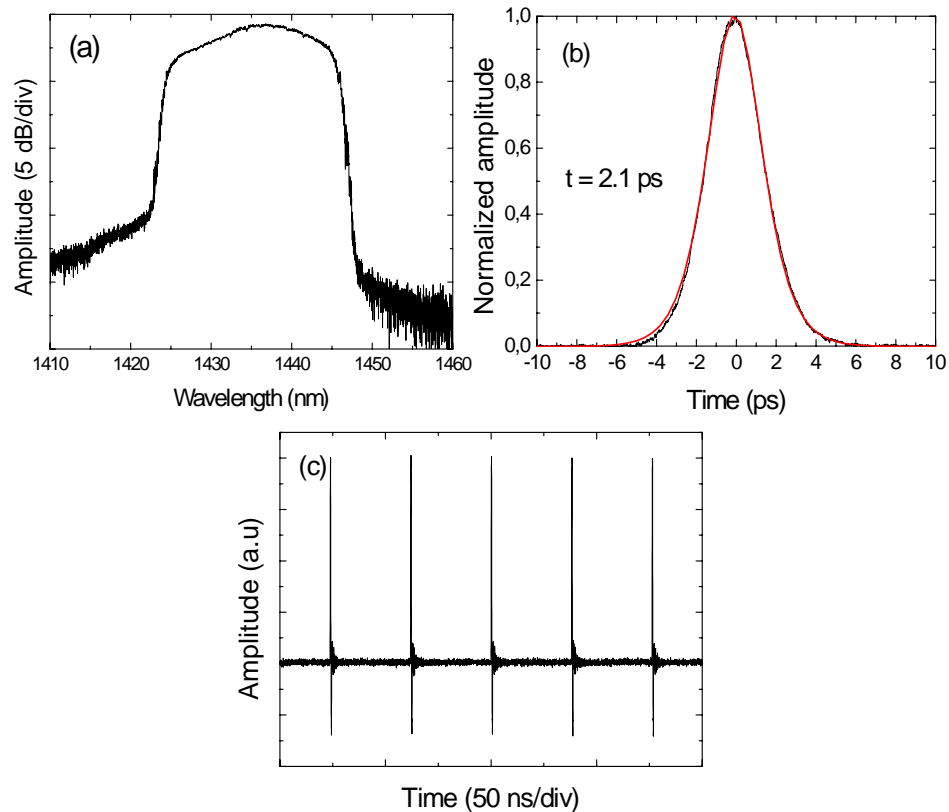 (a)
Amplitude (5 dB/div)
1410 1420 1430 1440 1450 1460
Wavelength (nm)
(b)
Normalized amplitude
1,0
0,8
0,6
0,4
0,2
0,0
t = 2.1 ps
-10 -8 -6 -4 -2 0 2 4 6 8 10
Time (ps)
(c)
Amplitude (a.u)
Time (50 ns/div)